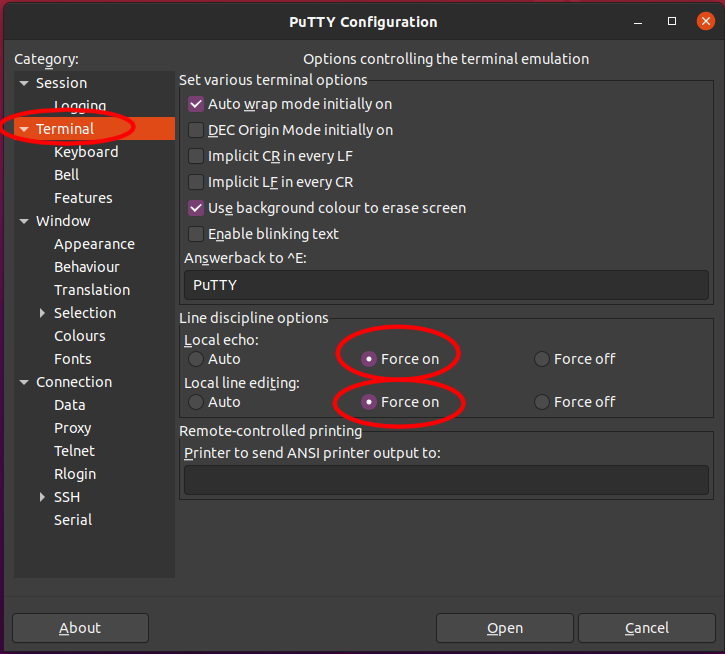 PuTTY Configuration
Category:
Session
Logging
Terminal
Keyboard
Bell
Features
Window
Appearance
Behaviour
Translation
Selection
Colours
Fonts
Connection
Data
Proxy
Telnet
Rlogin
SSH
Serial
Options controlling the terminal emulation
Set various terminal options
Auto wrap mode initially on
DEC Origin Mode initially on
Implicit CR in every LF
Implicit LF in every CR
Use background colour to erase screen
Enable blinking text
Answerback to ^E:
PuTTY
Line discipline options
Local echo:
Auto Force on Force off
Local line editing:
Auto Force on Force off
Remote-controlled printing
Printer to send ANSI printer output to:
About Open Cancel